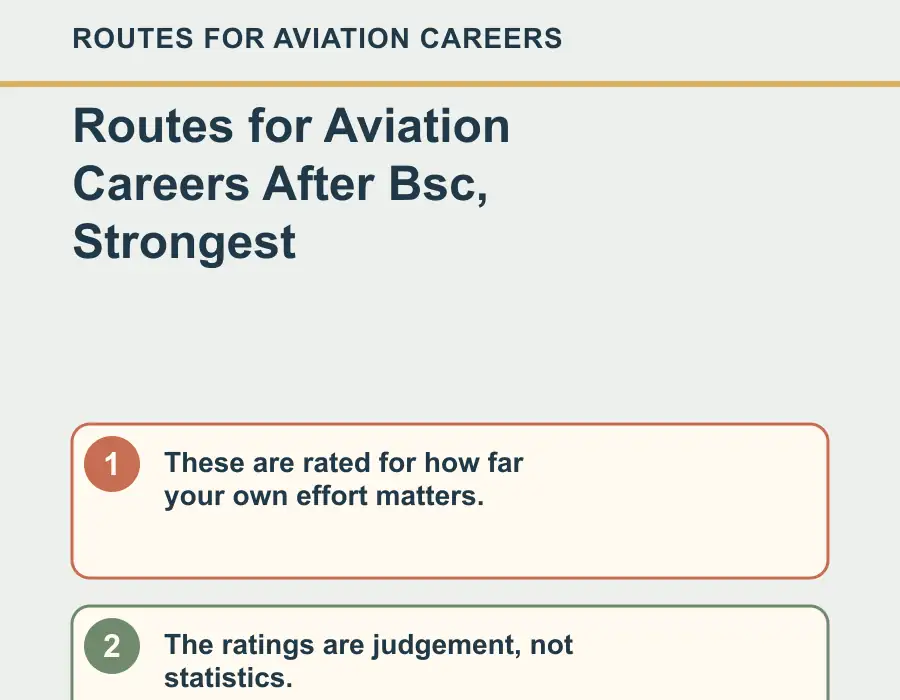 ROUTES FOR AVIATION CAREERS
Routes for Aviation
Careers After Bsc,
Strongest
1
These are rated for how far
your own effort matters.
2
The ratings are judgement, not
statistics.